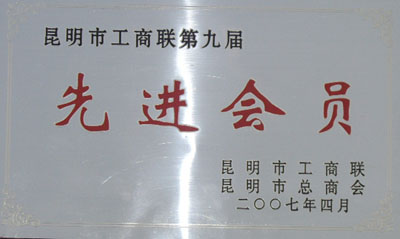 昆明市工商联第九届
先进会员
昆明市工商联
昆明市总商会
二〇〇七年四月